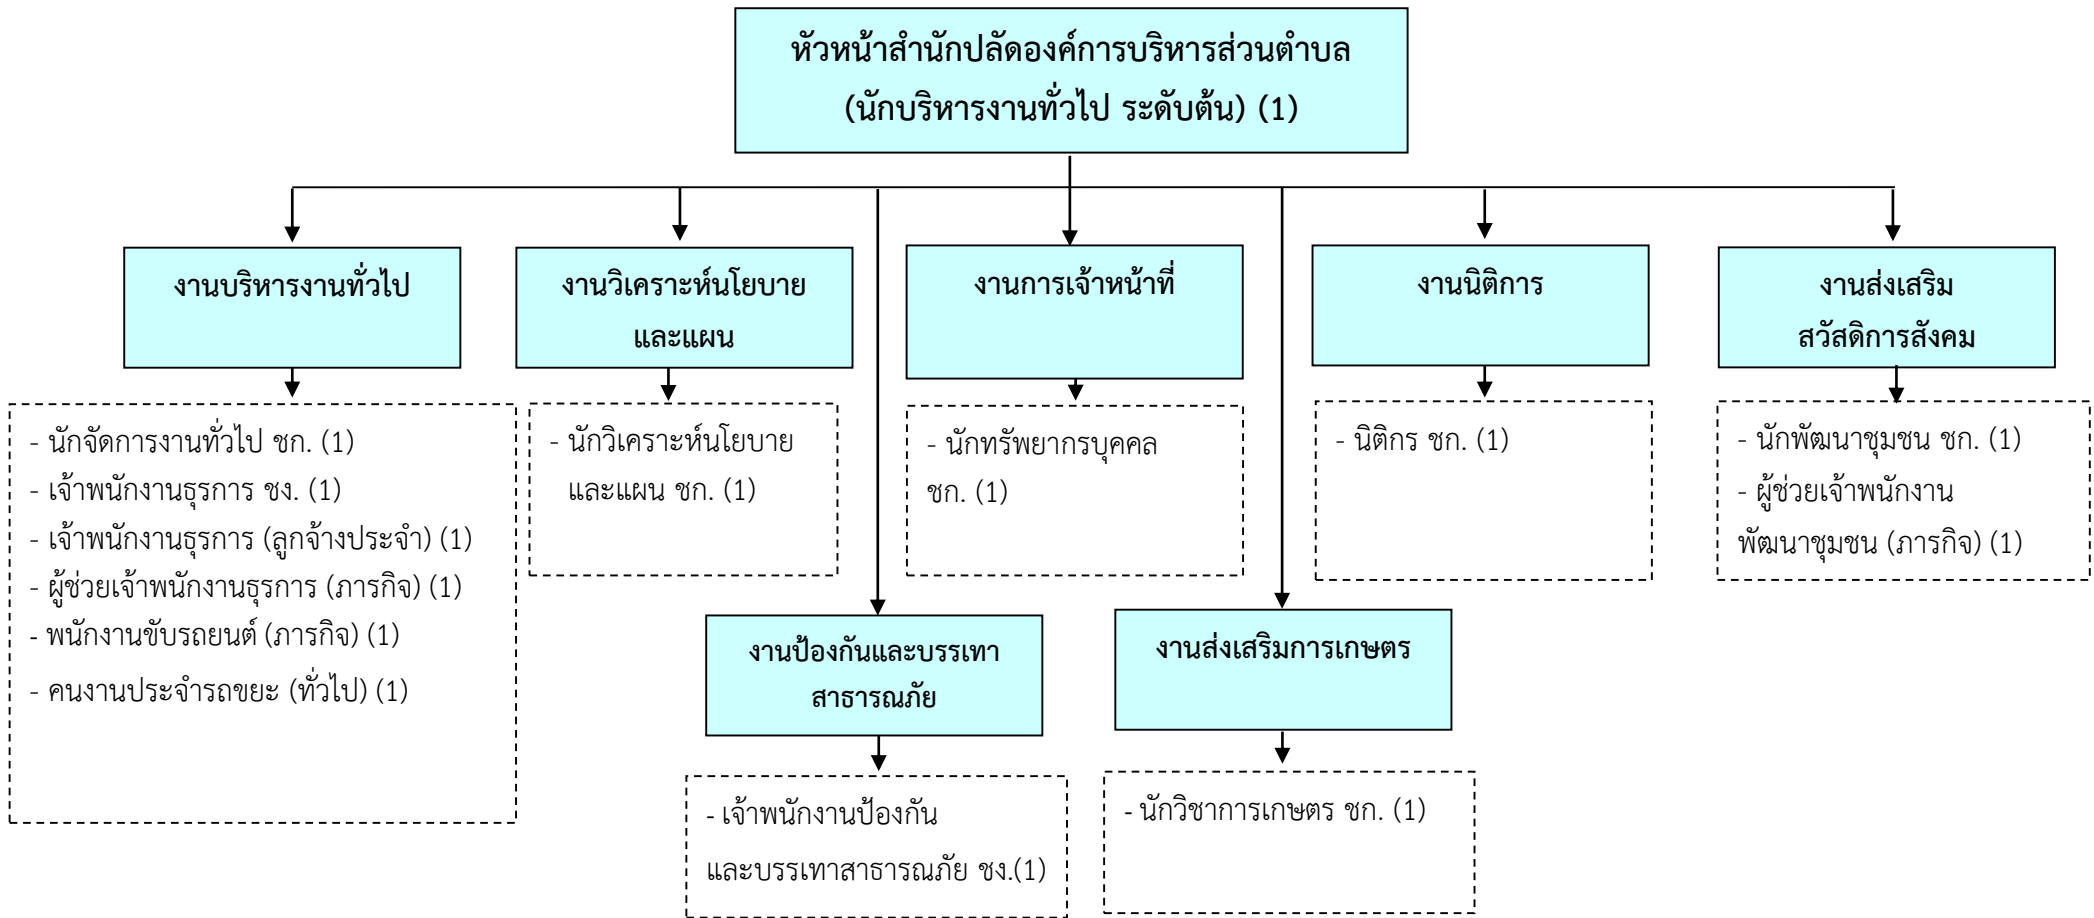 หัวหน้าสำนักปลัดองค์การบริหารส่วนตำบล
(นักบริหารงานทั่วไป ระดับต้น) (1)
งานบริหารงานทั่วไป
งานวิเคราะห์นโยบาย
และแผน
งานการเจ้าหน้าที่
งานนิติการ
งานส่งเสริม
สวัสดิการสังคม
- นักจัดการงานทั่วไป ชก. (1)
- เจ้าพนักงานธุรการ ชง. (1)
- เจ้าพนักงานธุรการ (ลูกจ้างประจำ) (1)
- ผู้ช่วยเจ้าพนักงานธุรการ (ภารกิจ) (1)
- พนักงานขับรถยนต์ (ภารกิจ) (1)
- คนงานประจำรถขยะ (ทั่วไป) (1)
- นักวิเคราะห์นโยบาย
และแผน ชก. (1)
- นักทรัพยากรบุคคล
ชก. (1)
- นิติกร ชก. (1)
- นักพัฒนาชุมชน ชก. (1)
- ผู้ช่วยเจ้าพนักงาน
พัฒนาชุมชน (ภารกิจ) (1)
งานป้องกันและบรรเทา
สาธารณภัย
งานส่งเสริมการเกษตร
- เจ้าพนักงานป้องกัน
และบรรเทาสาธารณภัย ชง.(1)
- นักวิชาการเกษตร ชก. (1)